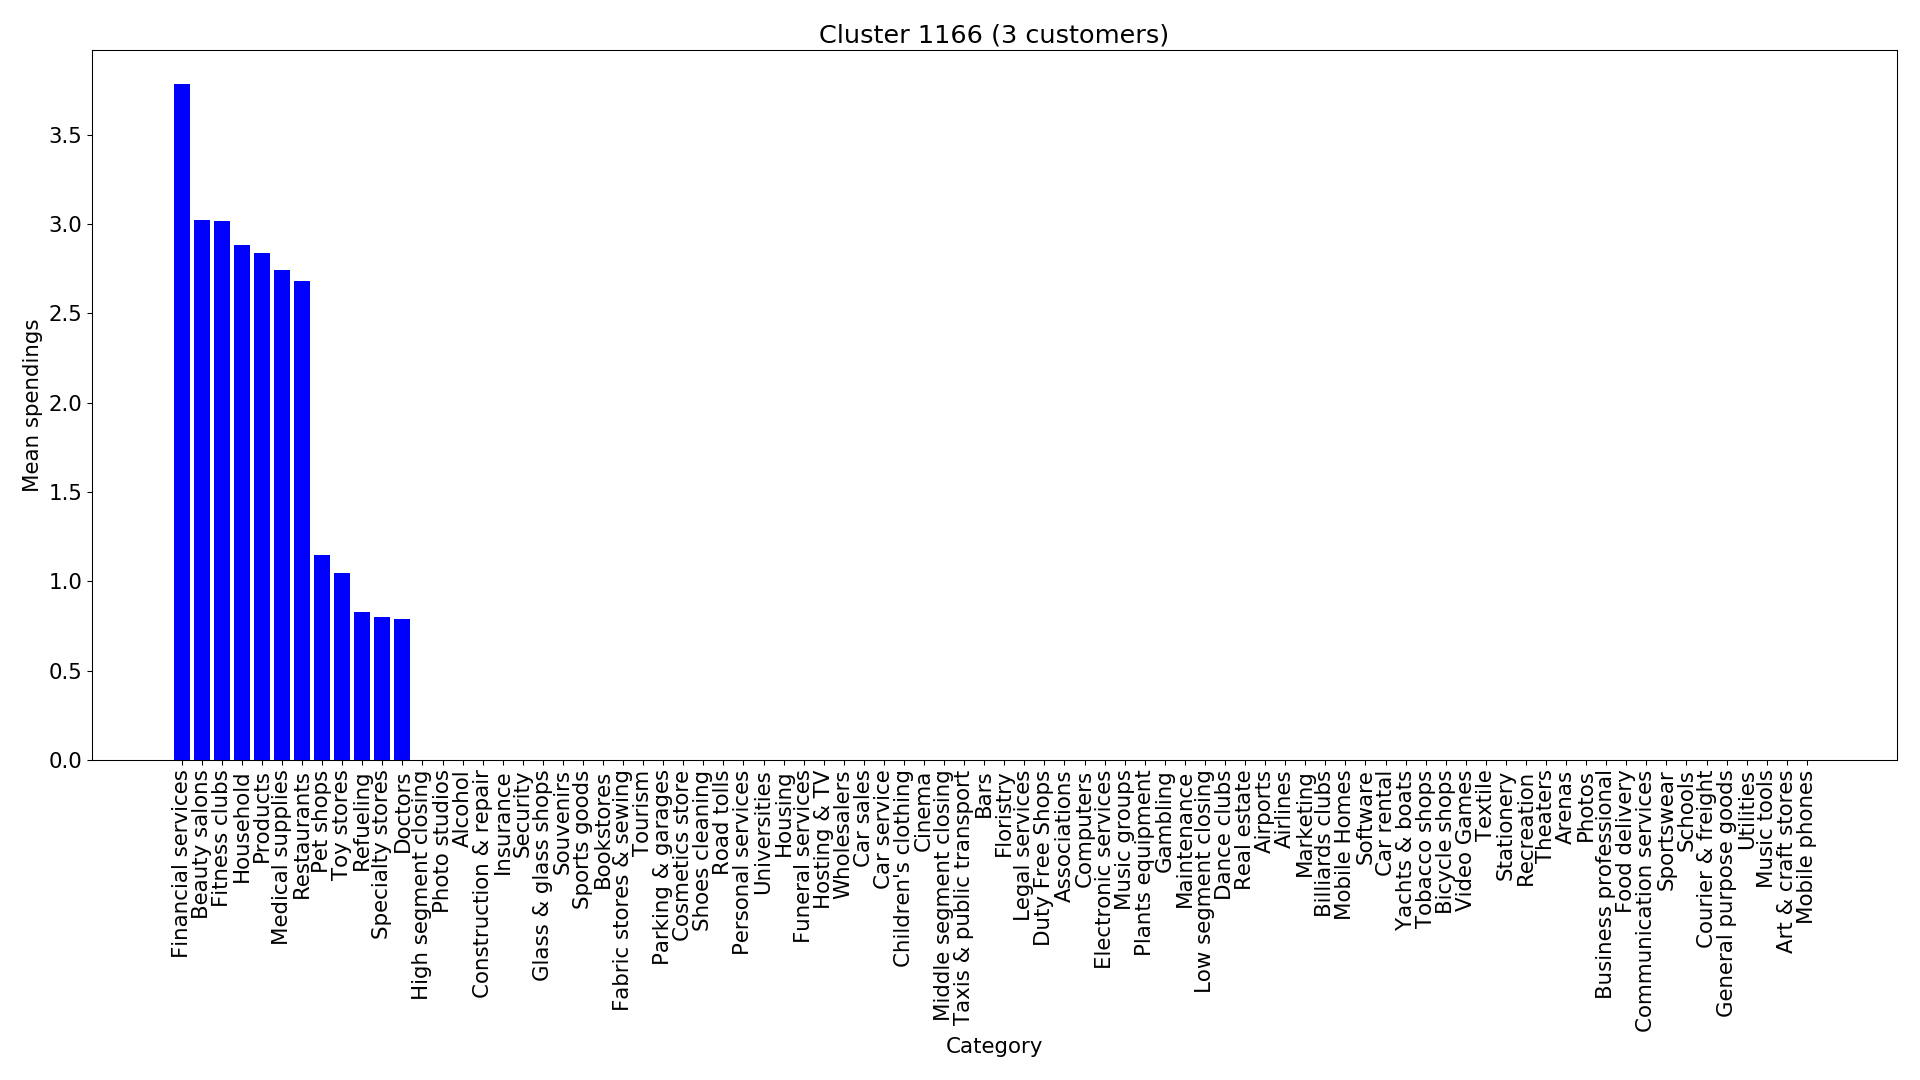 Cluster 1166 (3 customers)
Mean spendings
3.5
3.0
2.5
2.0
1.5
1.0
0.5
0.0
Financial services
Beauty salons
Fitness clubs
Household
Products
Medical supplies
Restaurants
Pet shops
Toy stores
Refueling
Specialty stores
Doctors
High segment closing
Photo studios
Alcohol
Construction & repair
Insurance
Security
Glass & glass shops
Souvenirs
Sports goods
Bookstores
Fabric stores & sewing
Tourism
Parking & garages
Cosmetics store
Shoes cleaning
Road tolls
Personal services
Universities
Housing
Funeral services
Hosting & TV
Wholesalers
Car sales
Car service
Children's clothing
Cinema
Middle segment closing
Taxis & public transport
Bars
Floristry
Legal services
Duty Free Shops
Associations
Computers
Electronic services
Music groups
Plants equipment
Gambling
Maintenance
Low segment closing
Dance clubs
Real estate
Airports
Airlines
Marketing
Billiards clubs
Mobile Homes
Software
Car rental
Yachts & boats
Tobacco shops
Bicycle shops
Video Games
Textile
Stationery
Recreation
Theaters
Arenas
Photos
Business professional
Food delivery
Communication services
Sportswear
Schools
Courier & freight
General purpose goods
Utilities
Music tools
Art & craft stores
Mobile phones
Category